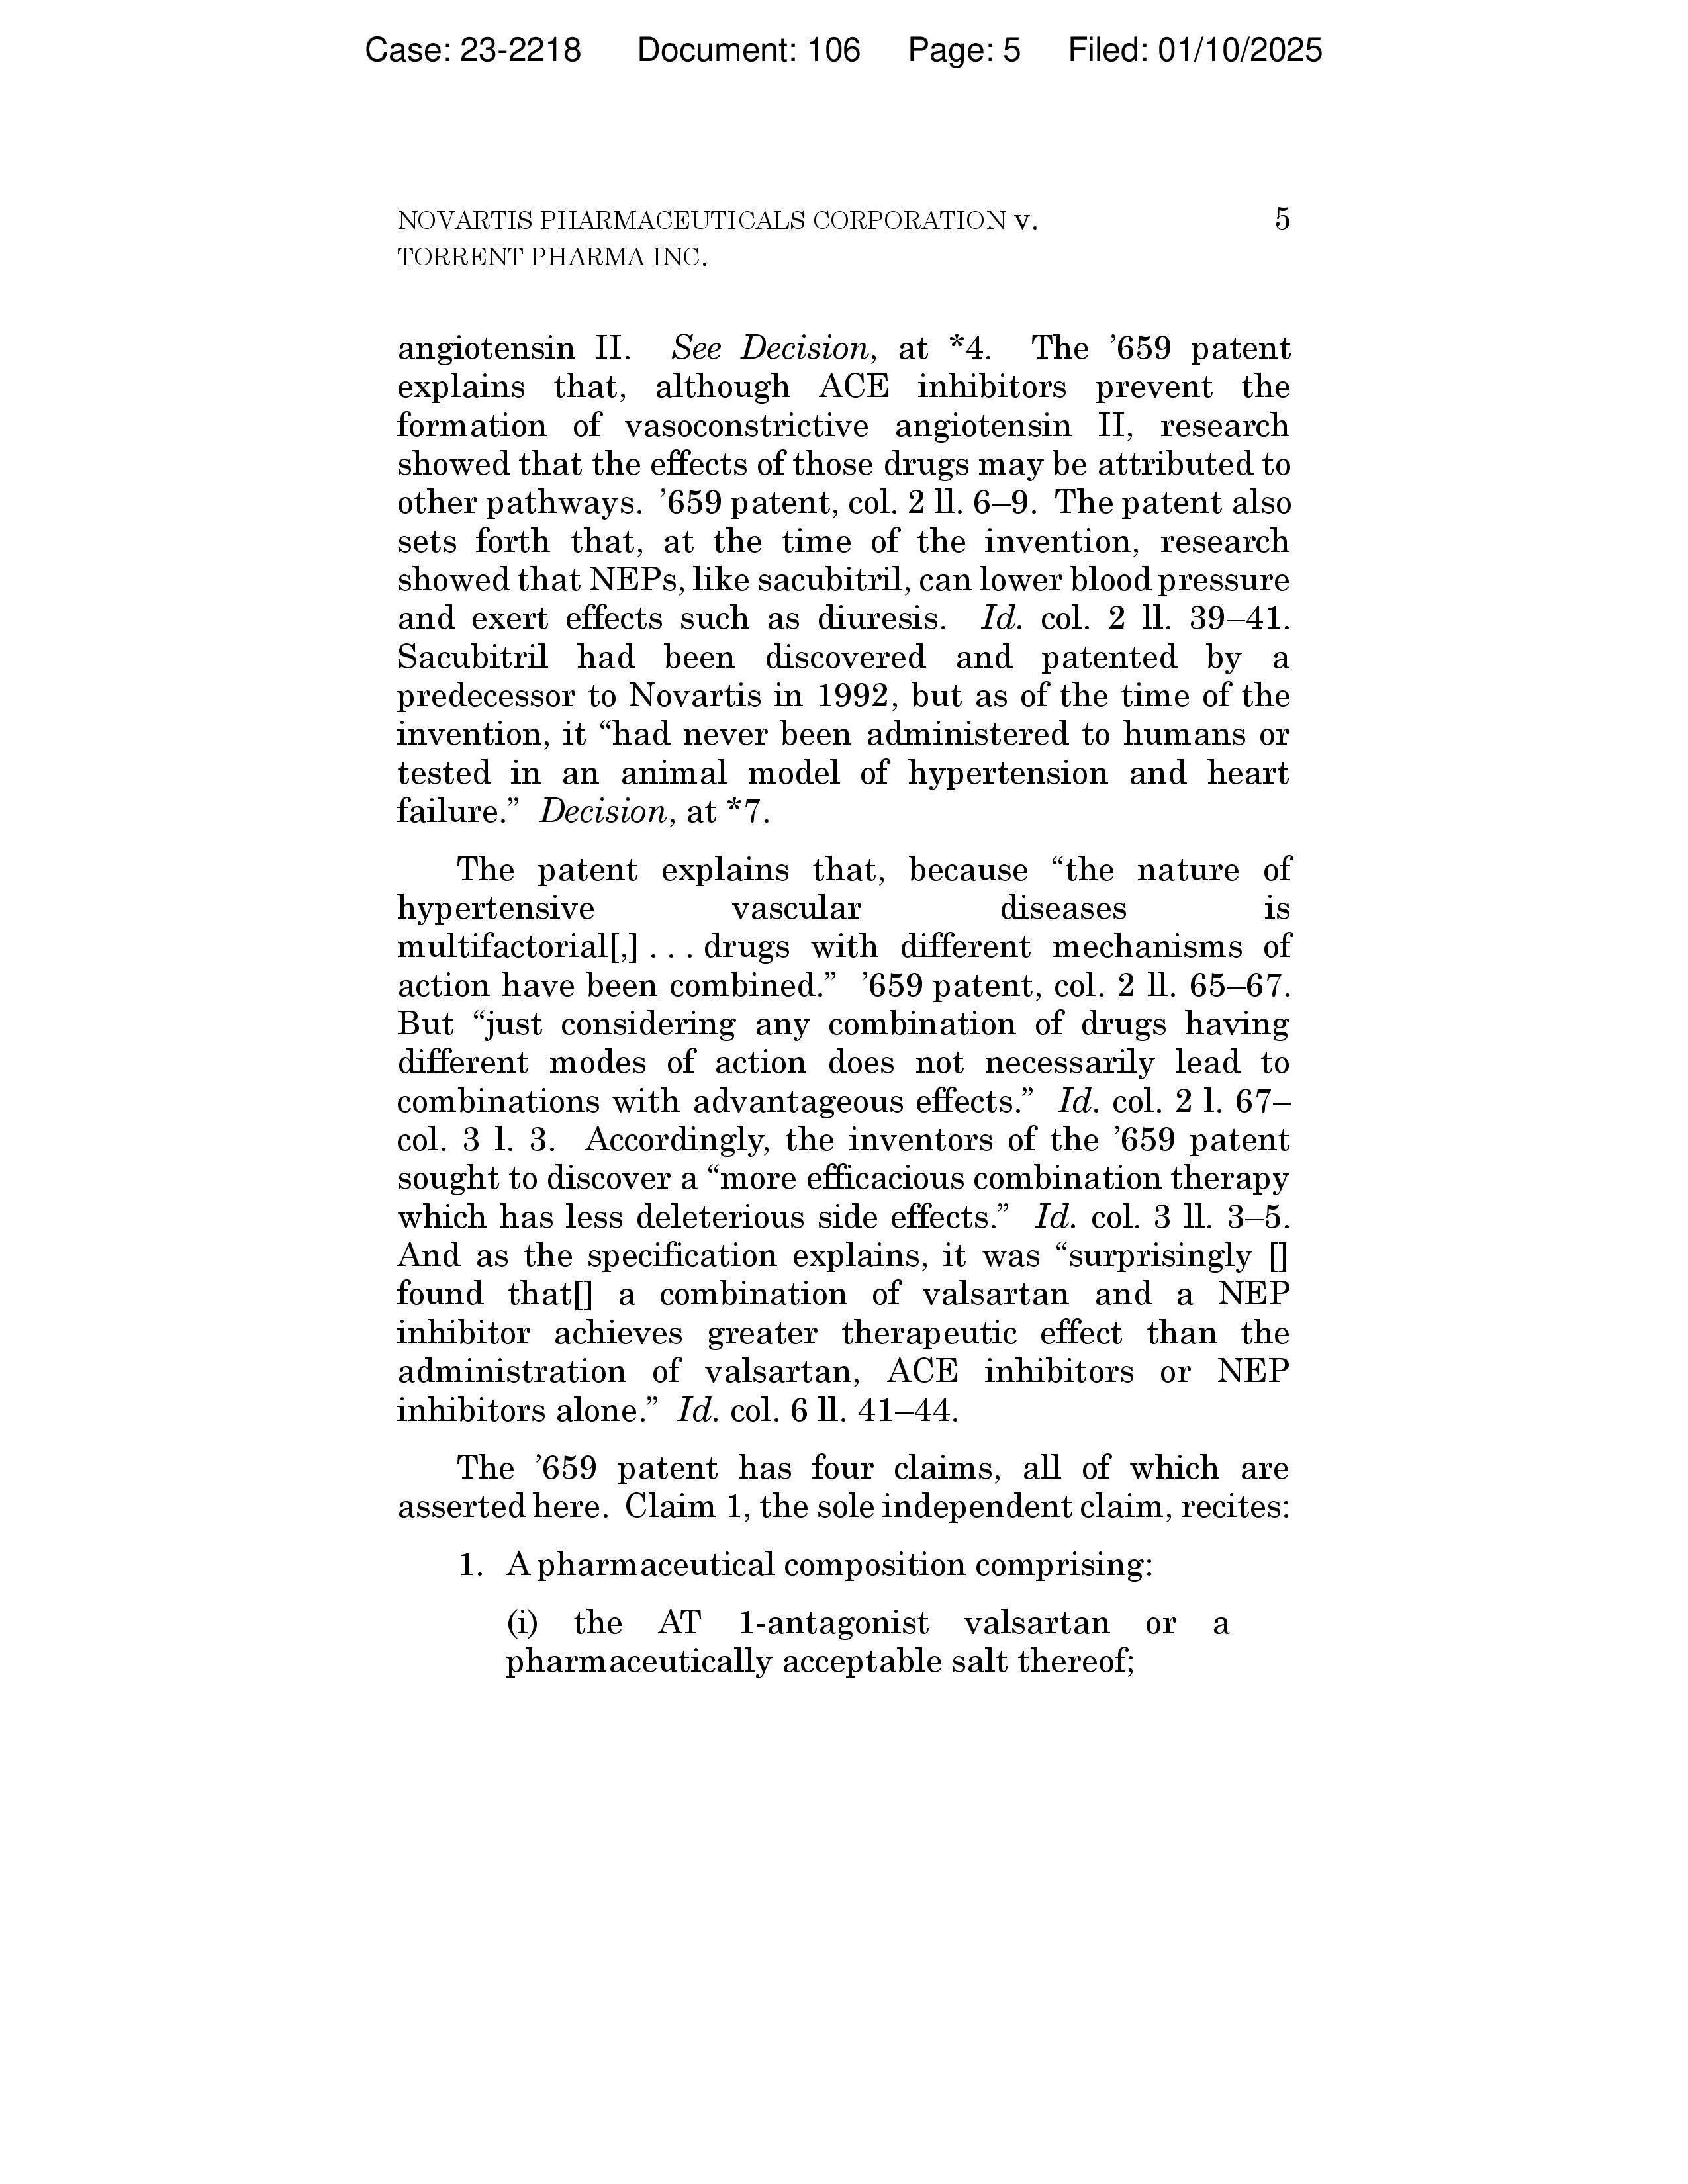 Case: 23-2218 Document: 106 Page: 5 Filed: 01/10/2025
NOVARTIS PHARMACEUTICALS CORPORATION v. 5
TORRENT PHARMA INC.
angiotensin II. See Decision, at *4. The ’659 patent
explains that, although ACE inhibitors prevent the
formation of vasoconstrictive angiotensin II, research
showed that the effects of those drugs may be attributed to
other pathways. ’659 patent, col. 2 ll. 6–9. The patent also
sets forth that, at the time of the invention, research
showed that NEPs, like sacubitril, can lower blood pressure
and exert effects such as diuresis. Id. col. 2 ll. 39–41.
Sacubitril had been discovered and patented by a
predecessor to Novartis in 1992, but as of the time of the
invention, it “had never been administered to humans or
tested in an animal model of hypertension and heart
failure.” Decision, at *7.
The patent explains that, because “the nature of
hypertensive vascular diseases is
multifactorial[,] . . . drugs with different mechanisms of
action have been combined.” ’659 patent, col. 2 ll. 65–67.
But “just considering any combination of drugs having
different modes of action does not necessarily lead to
combinations with advantageous effects.” Id. col. 2 l. 67–
col. 3 l. 3. Accordingly, the inventors of the ’659 patent
sought to discover a “more efficacious combination therapy
which has less deleterious side effects.” Id. col. 3 ll. 3–5.
And as the specification explains, it was “surprisingly []
found that[] a combination of valsartan and a NEP
inhibitor achieves greater therapeutic effect than the
administration of valsartan, ACE inhibitors or NEP
inhibitors alone.” Id. col. 6 ll. 41–44.
The ’659 patent has four claims, all of which are
asserted here. Claim 1, the sole independent claim, recites:
1. A pharmaceutical composition comprising:
(i) the AT 1-antagonist valsartan or a
pharmaceutically acceptable salt thereof;